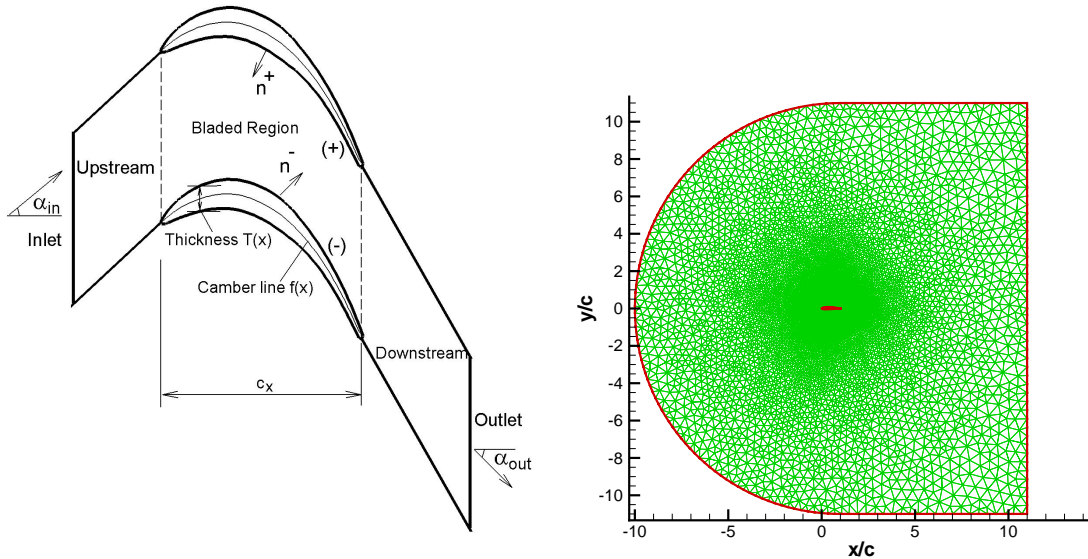 n+
Bladed Region
(+)
n-
Upstream
αin
Inlet
Thickness T(x)
(-)
Camber line f(x)
Downstream
cx
Outlet
αout
10
8
6
4
2
0
-2
-4
-6
-8
-10
y/c
-10
-5
0
5
10
x/c